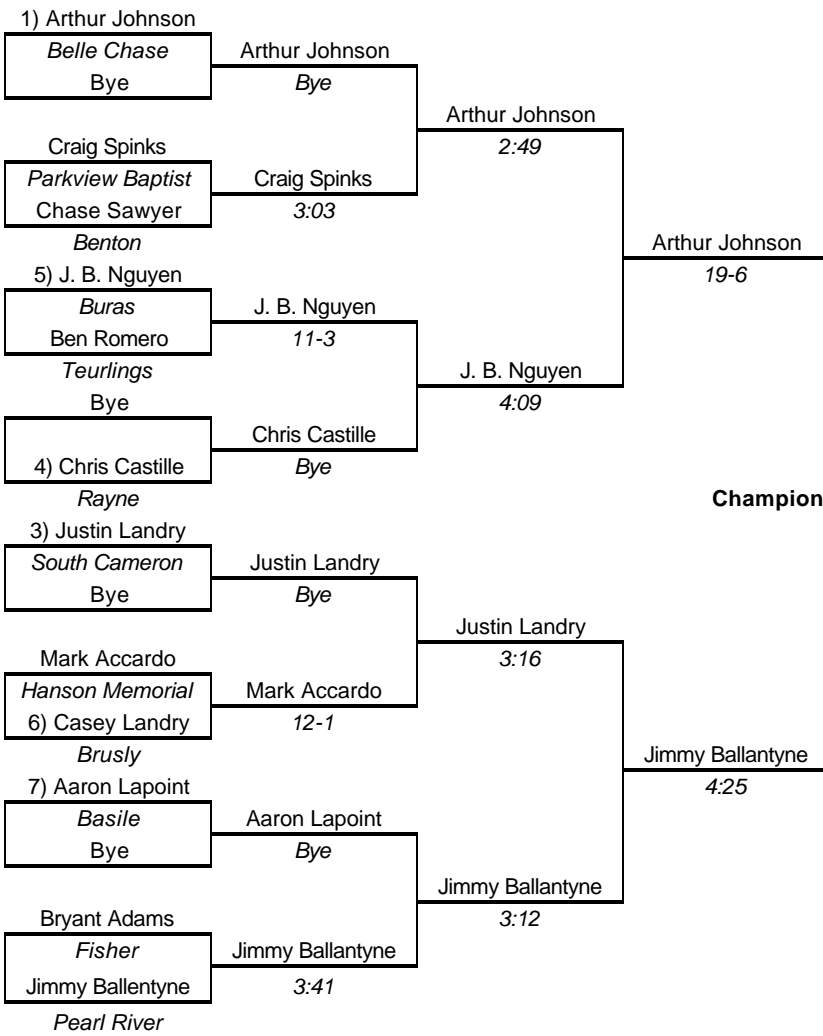 1) Arthur Johnson
Belle Chase
Bye
Arthur Johnson
Bye
Craig Spinks
Parkview Baptist
Chase Sawyer
Benton
Craig Spinks
3:03
Arthur Johnson
2:49
5) J. B. Nguyen
Buras
Ben Romero
Teurlings
J. B. Nguyen
11-3
Bye
4) Chris Castille
Rayne
Chris Castille
Bye
J. B. Nguyen
4:09
Arthur Johnson
19-6
Champion
3) Justin Landry
South Cameron
Bye
Justin Landry
Bye
Mark Accardo
Hanson Memorial
6) Casey Landry
Brusly
Mark Accardo
12-1
Justin Landry
3:16
7) Aaron Lapoint
Basile
Bye
Aaron Lapoint
Bye
Bryant Adams
Fisher
Jimmy Ballentyne
Pearl River
Jimmy Ballantyne
3:41
Jimmy Ballantyne
3:12
Jimmy Ballantyne
4:25